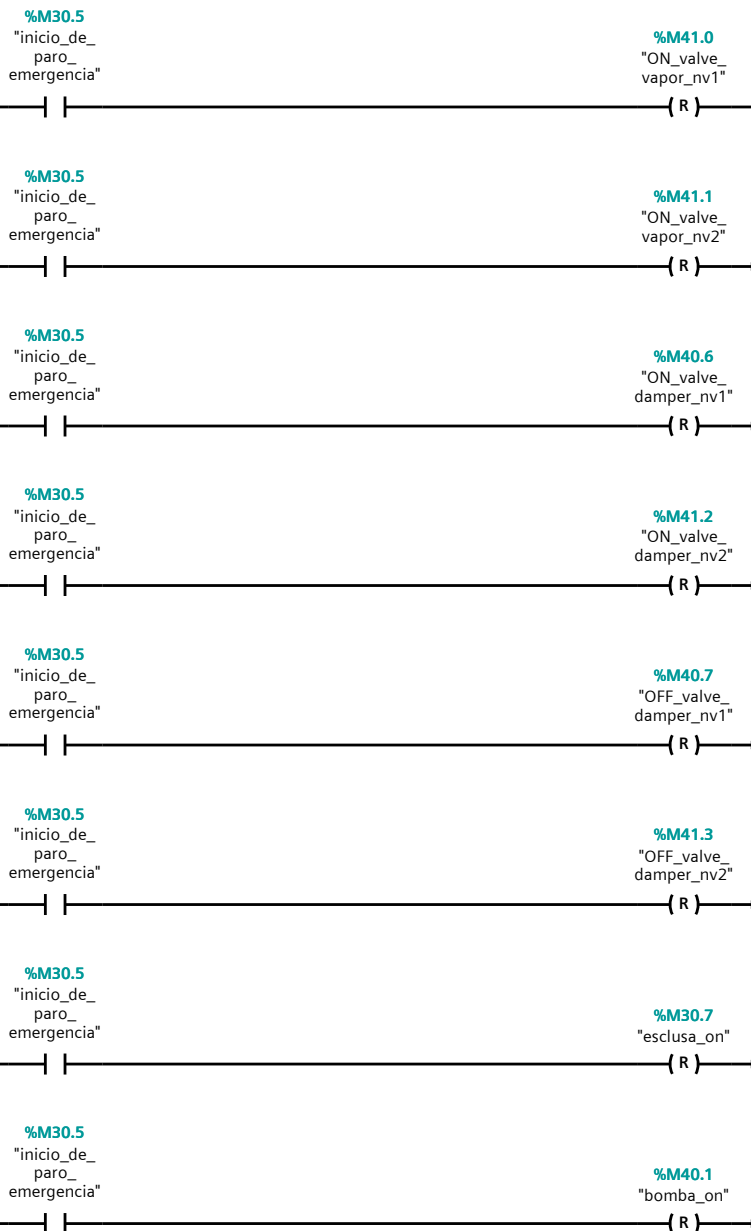 %M30.5
"inicio_de_
paro_
emergencia"
%M41.0
"ON_valve_
vapor_nv1"
R
%M30.5
"inicio_de_
paro_
emergencia"
%M41.1
"ON_valve_
vapor_nv2"
R
%M30.5
"inicio_de_
paro_
emergencia"
%M40.6
"ON_valve_
damper_nv1"
R
%M30.5
"inicio_de_
paro_
emergencia"
%M41.2
"ON_valve_
damper_nv2"
R
%M30.5
"inicio_de_
paro_
emergencia"
%M40.7
"OFF_valve_
damper_nv1"
R
%M30.5
"inicio_de_
paro_
emergencia"
%M41.3
"OFF_valve_
damper_nv2"
R
%M30.5
"inicio_de_
paro_
emergencia"
%M30.7
"esclusa_on"
R
%M30.5
"inicio_de_
paro_
emergencia"
%M40.1
"bomba_on"
R